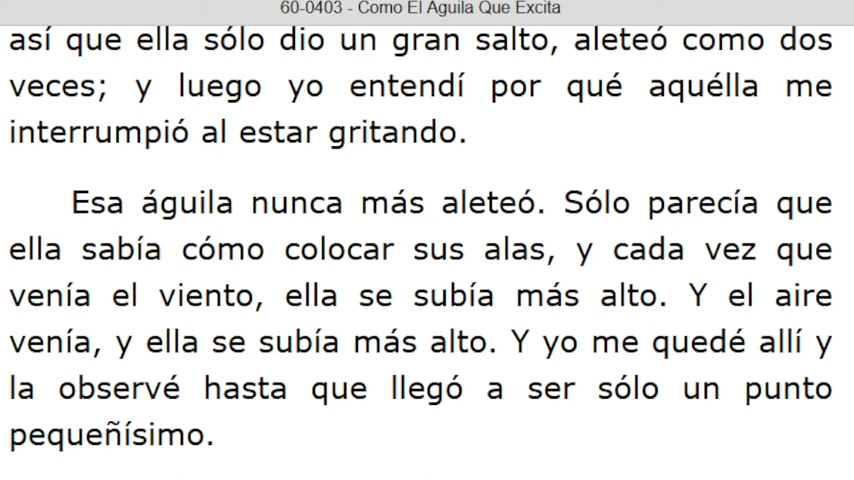 60-0403 - Como El Aguila Que Excita
así que ella sólo dio un gran salto, aleteó como dos
veces; y luego yo entendí por qué aquélla me
interrumpió al estar gritando.
Esa águila nunca más aleteó. Sólo parecía que
ella sabía cómo colocar sus alas, y cada vez que
venía el viento, ella se subía más alto. Y el aire
venía, y ella se subía más alto. Y yo me quedé allí y
la observé hasta que llegó a ser sólo un punto
pequeñísimo.